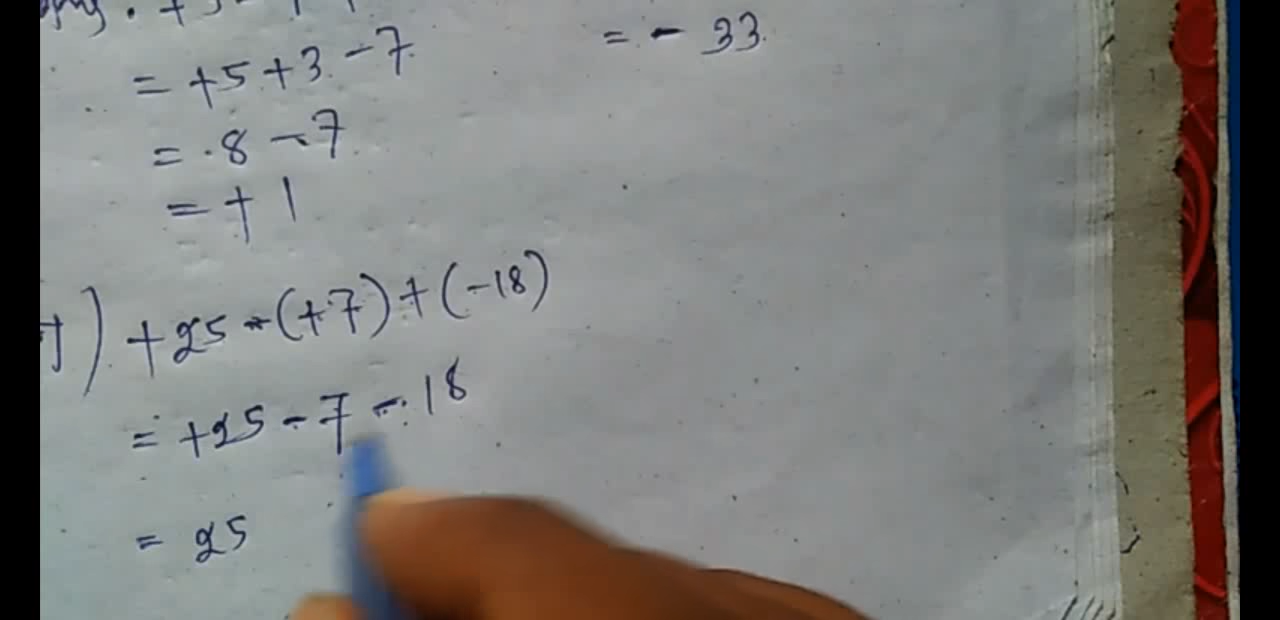 = +5 + 3 - 7
= 8 - 7
= + 1
= - 33
) +25 - (+7) + (-18)
= +25 - 7 - 18
= 25